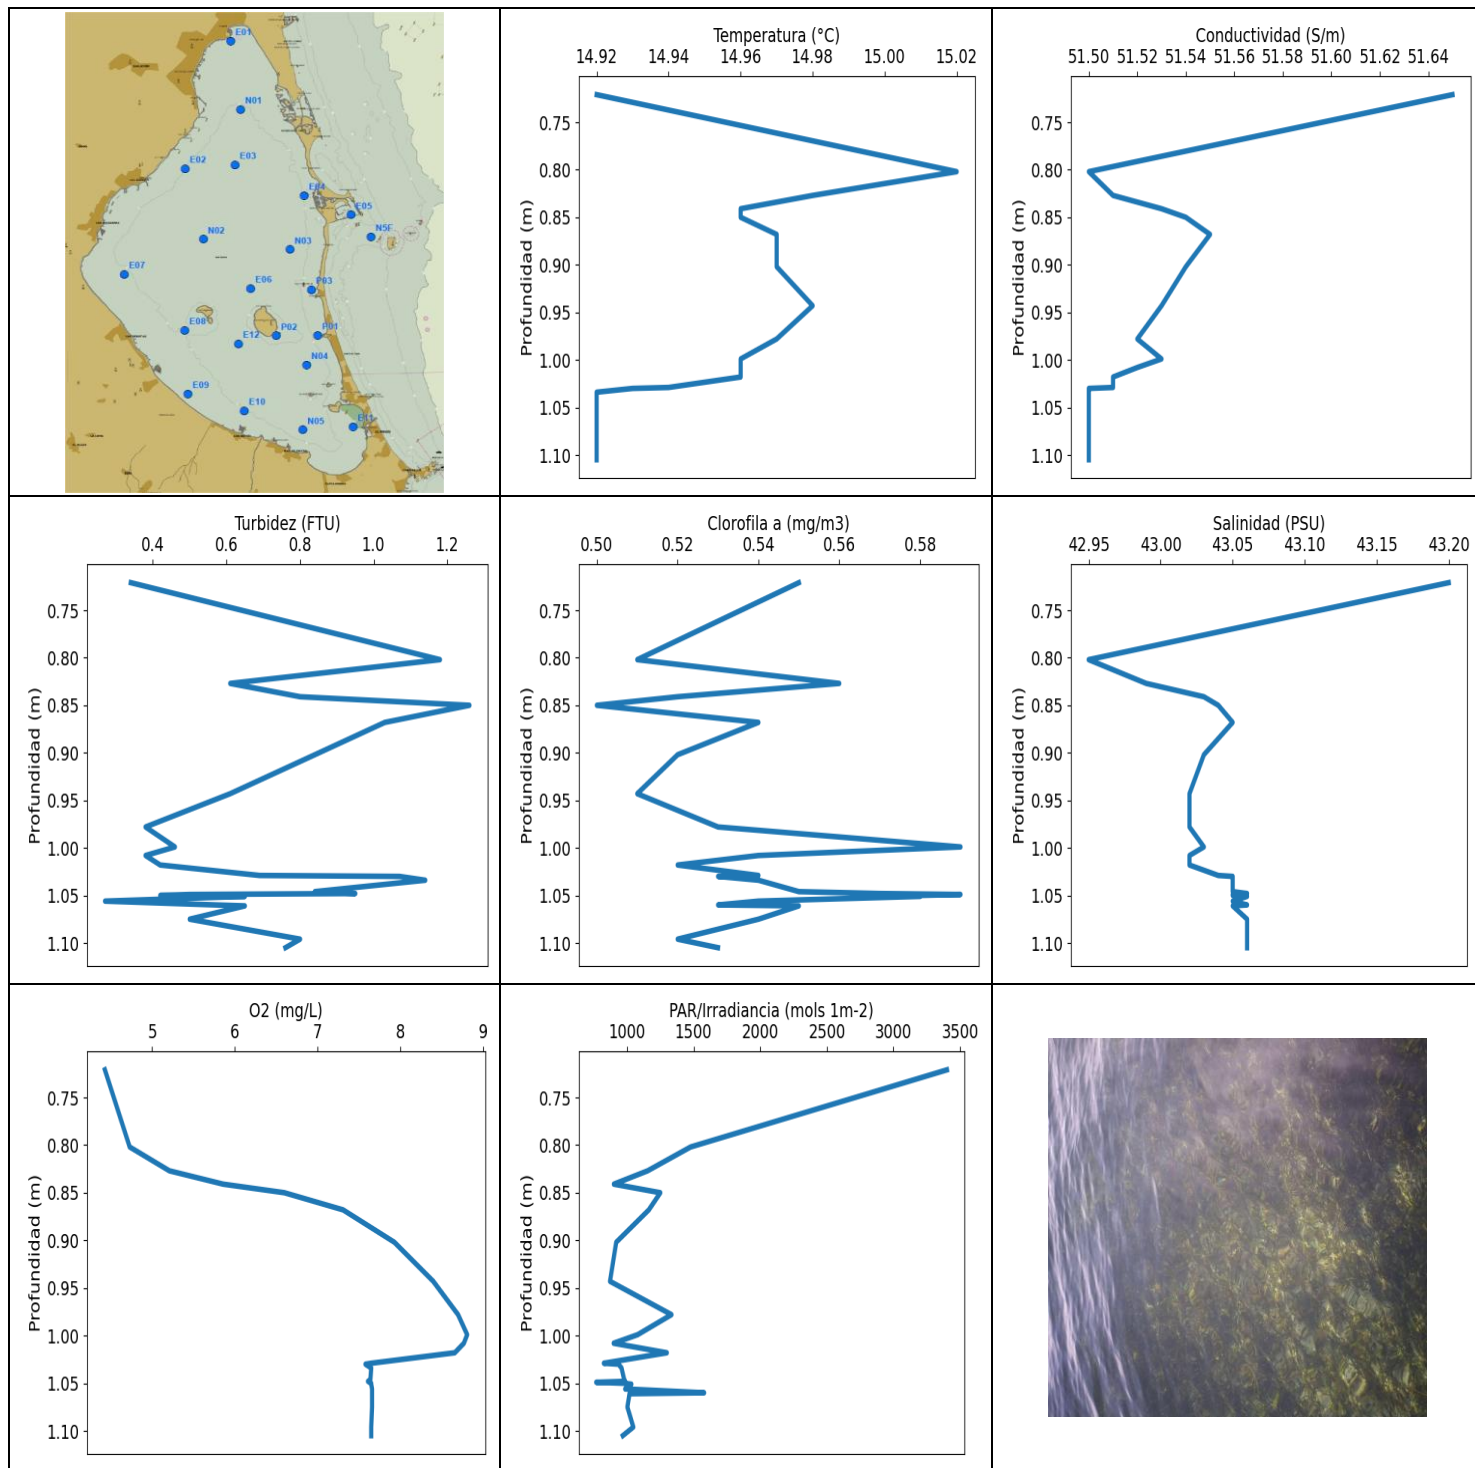 E01
N01
E02
E03
E04
E05
N5F
N02
N03
E07
E06
P03
E08
E12
P02
P01
N04
E09
E10
N05
E11
Temperatura (°C)
14.92 14.94 14.96 14.98 15.00 15.02
Profundidad (m)
0.75
0.80
0.85
0.90
0.95
1.00
1.05
1.10
Conductividad (S/m)
51.50 51.52 51.54 51.56 51.58 51.60 51.62 51.64
Profundidad (m)
0.75
0.80
0.85
0.90
0.95
1.00
1.05
1.10
Turbidez (FTU)
0.4 0.6 0.8 1.0 1.2
Profundidad (m)
0.75
0.80
0.85
0.90
0.95
1.00
1.05
1.10
Clorofila a (mg/m3)
0.50 0.52 0.54 0.56 0.58
Profundidad (m)
0.75
0.80
0.85
0.90
0.95
1.00
1.05
1.10
Salinidad (PSU)
42.95 43.00 43.05 43.10 43.15 43.20
Profundidad (m)
0.75
0.80
0.85
0.90
0.95
1.00
1.05
1.10
O2 (mg/L)
5 6 7 8 9
Profundidad (m)
0.75
0.80
0.85
0.90
0.95
1.00
1.05
1.10
PAR/Irradiancia (mols 1m-2)
1000 1500 2000 2500 3000 3500
Profundidad (m)
0.75
0.80
0.85
0.90
0.95
1.00
1.05
1.10